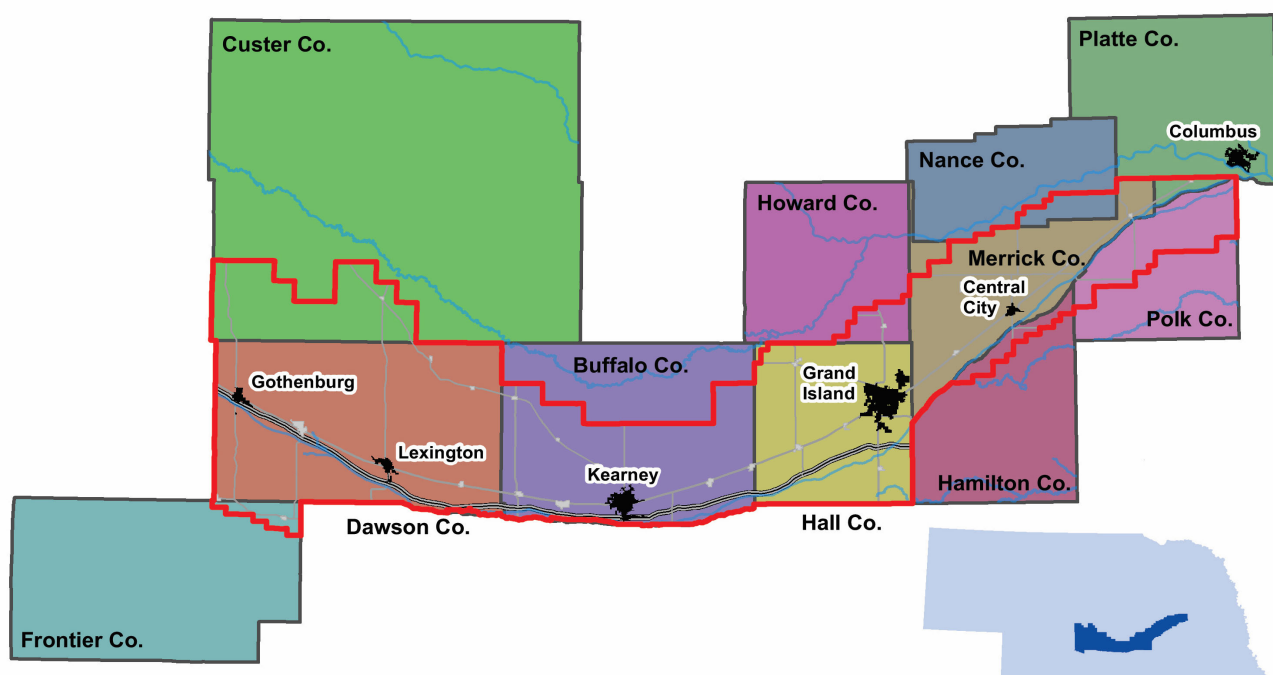 Custer Co.
Platte Co.
Columbus
Nance Co.
Howard Co.
Merrick Co.
Central
City
Polk Co.
Buffalo Co.
Grand
Island
Gothenburg
Lexington
Kearney
Hamilton Co.
Dawson Co.
Hall Co.
Frontier Co.